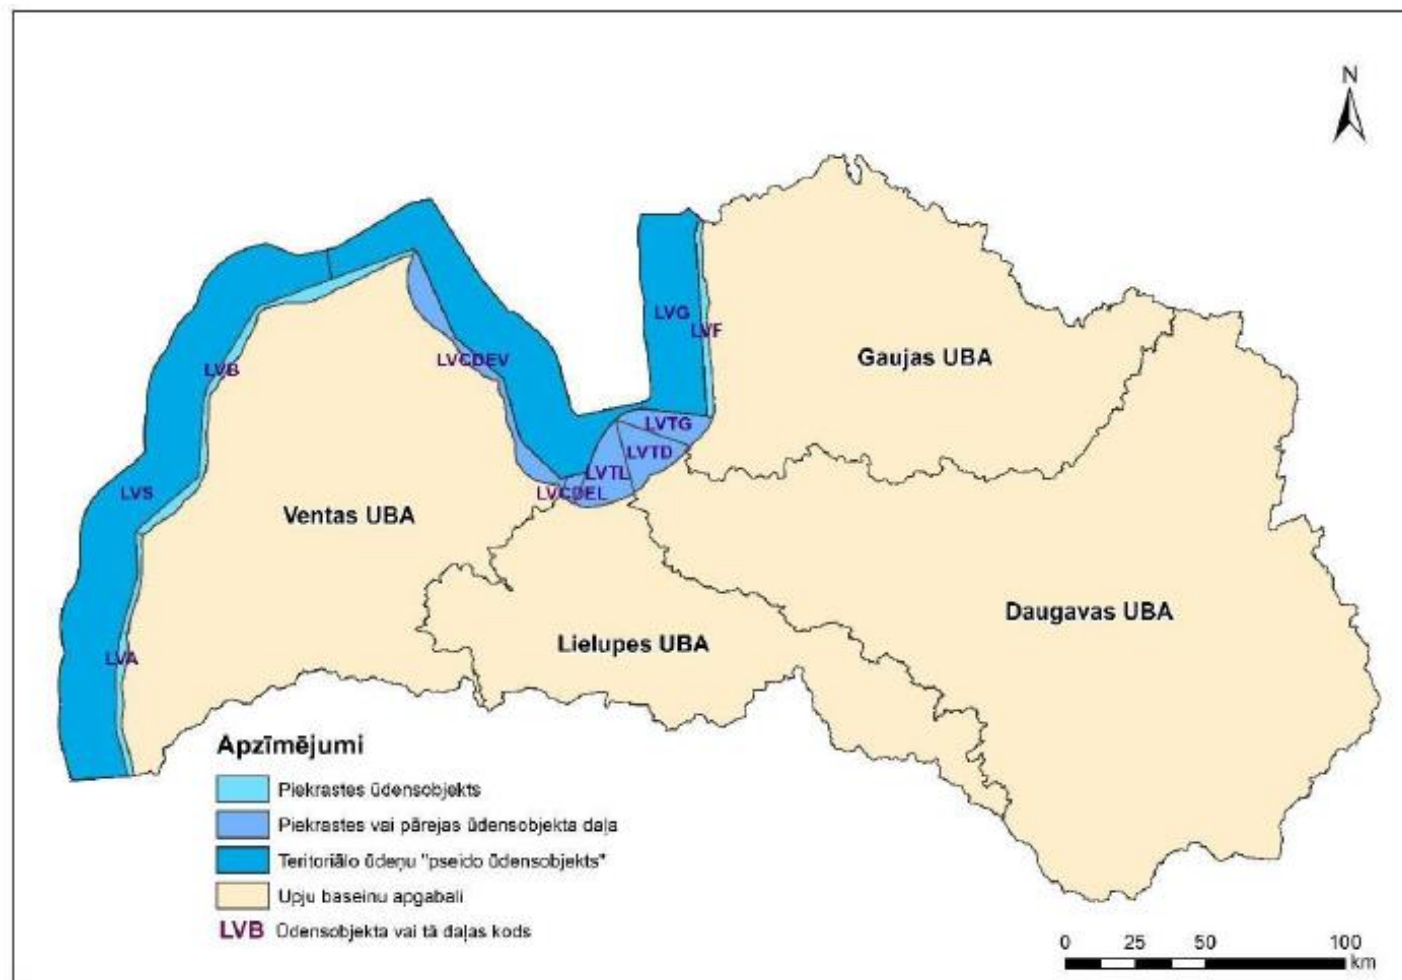 N
LVG
LVF
Gaujas UBA
LVB
LVCDEV
LVTG
LVTD
LVTL
LVCDEL
LVS
Ventas UBA
Daugavas UBA
Lielupes UBA
LVA
Apzīmējumi
Piekrastes ūdensobjekts
Piekrastes vai pārejas ūdensobjekta daļa
Teritoriālo ūdeņu "pseido ūdensobjekts"
Upju baseinu apgabali
LVB Ūdensobjekta vai tā daļas kods
0 25 50 100
km